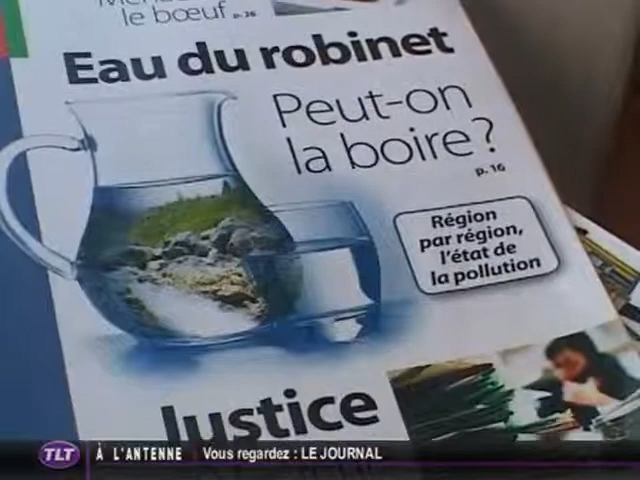 le bœuf p. 26
Eau du robinet
Peut-on
la boire?
p. 16
Région
par région,
l'état de
la pollution
Justice
TLT À L'ANTENNE Vous regardez : LE JOURNAL